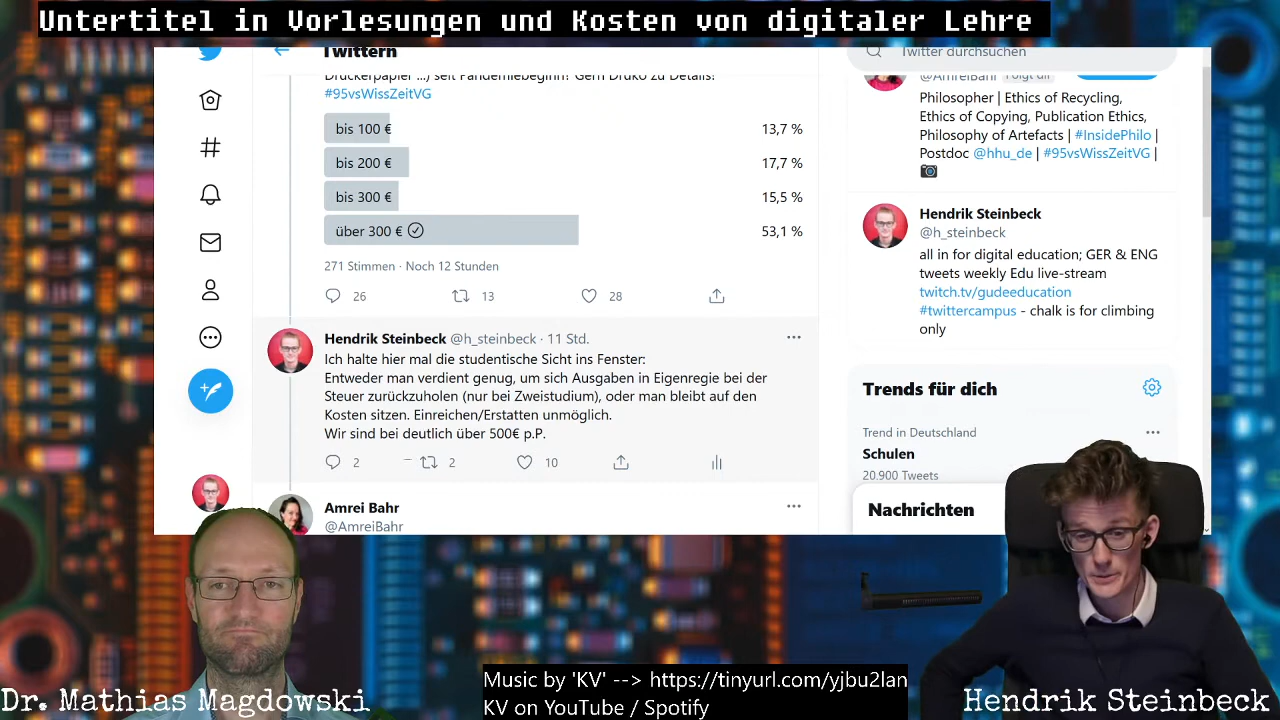 Untertitel in Vorlesungen und Kosten von digitaler Lehre
Twittern
Twitter durchsuchen
Druckerpapier ...) seit Pandemiebeginn? Gern Druko zu Details!
#95vsWissZeitVG
bis 100 € 13,7 %
bis 200 € 17,7 %
bis 300 € 15,5 %
über 300 € 53,1 %
271 Stimmen · Noch 12 Stunden
26 13 28
Hendrik Steinbeck @h_steinbeck · 11 Std.
Ich halte hier mal die studentische Sicht ins Fenster:
Entweder man verdient genug, um sich Ausgaben in Eigenregie bei der
Steuer zurückzuholen (nur bei Zweistudium), oder man bleibt auf den
Kosten sitzen. Einreichen/Erstatten unmöglich.
Wir sind bei deutlich über 500€ p.P.
2 2 10
Amrei Bahr
@AmreiBahr
@AmreiBahr Folgt dir
Philosopher | Ethics of Recycling,
Ethics of Copying, Publication Ethics,
Philosophy of Artefacts | #InsidePhilo |
Postdoc @hhu_de | #95vsWissZeitVG |
Hendrik Steinbeck
@h_steinbeck
all in for digital education; GER & ENG
tweets weekly Edu live-stream
twitch.tv/gudeeducation
#twittercampus - chalk is for climbing
only
Trends für dich
Trend in Deutschland
Schulen
20.900 Tweets
Nachrichten
Dr. Mathias Magdowski
Music by 'KV' --> https://tinyurl.com/yjbu2lan
KV on YouTube / Spotify
Hendrik Steinbeck